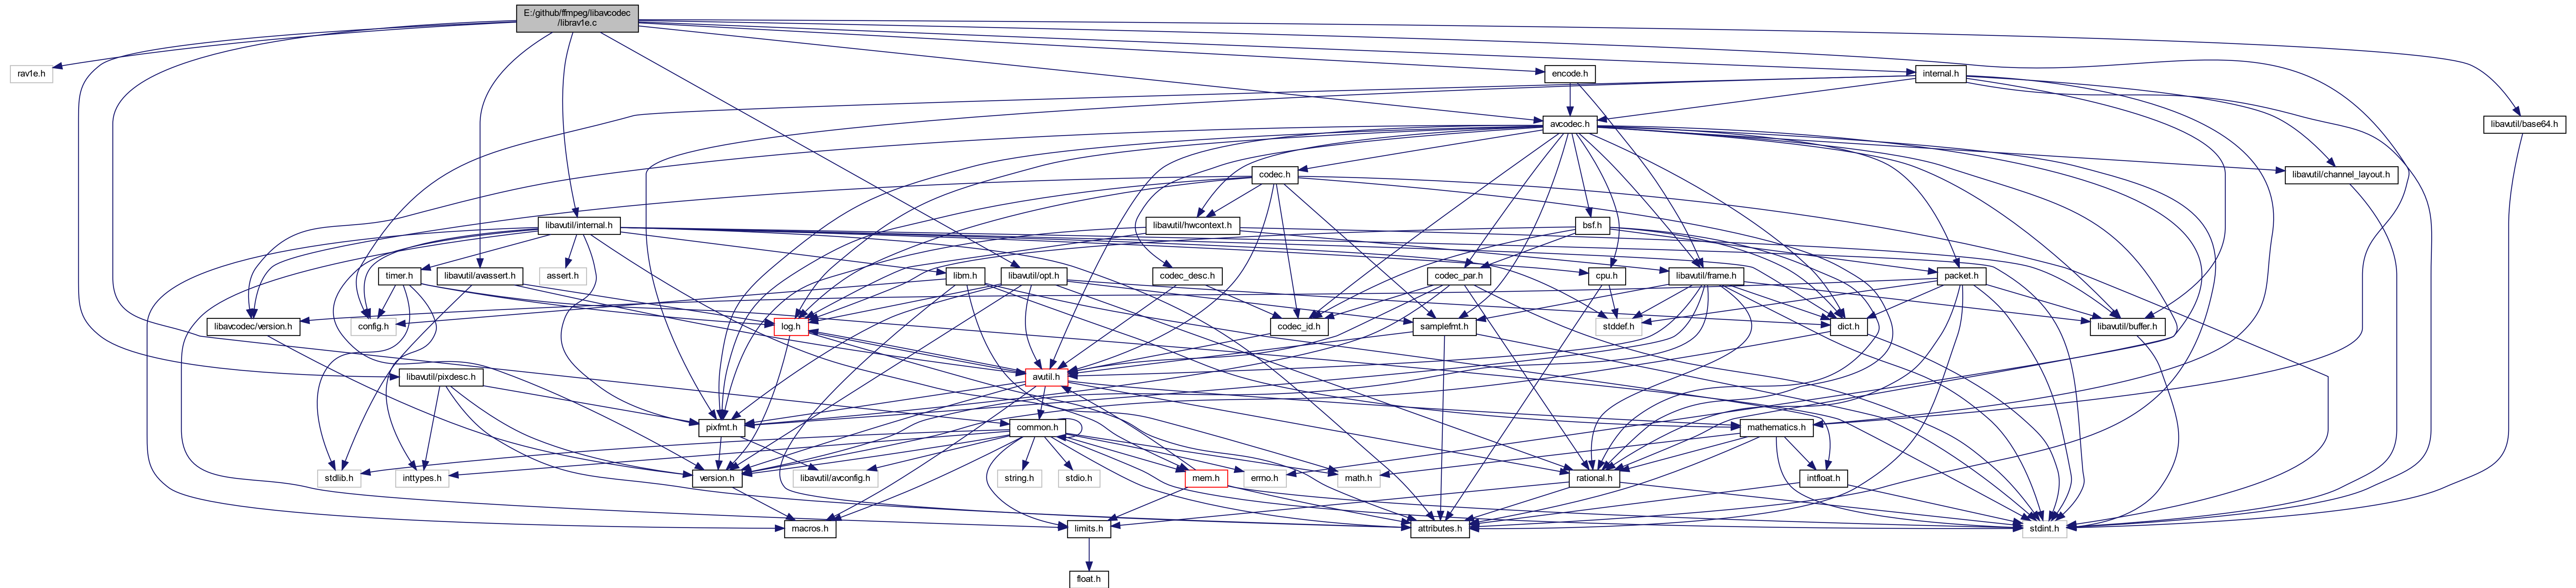 E:/github/ffmpeg/libavcodec
/librav1e.c
rav1e.h
encode.h
internal.h
avcodec.h
libavutil/base64.h
codec.h
libavutil/channel_layout.h
libavutil/internal.h
libavutil/hwcontext.h
bsf.h
timer.h
libavutil/avassert.h
assert.h
libm.h
libavutil/opt.h
codec_desc.h
codec_par.h
cpu.h
libavutil/frame.h
packet.h
libavcodec/version.h
config.h
log.h
codec_id.h
samplefmt.h
stddef.h
dict.h
libavutil/buffer.h
libavutil/pixdesc.h
avutil.h
pixfmt.h
common.h
mathematics.h
stdlib.h
inttypes.h
version.h
libavutil/avconfig.h
string.h
stdio.h
mem.h
errno.h
math.h
rational.h
intfloat.h
macros.h
limits.h
attributes.h
stdint.h
float.h